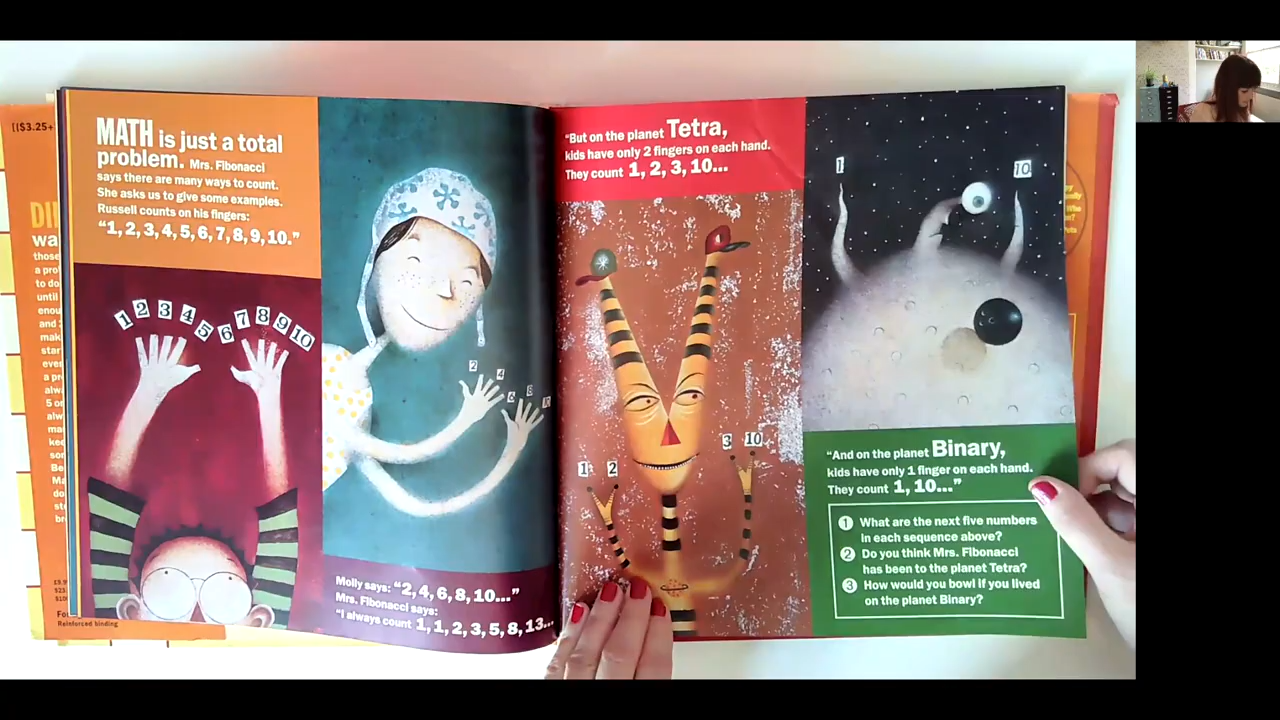 (($3.25+
MATH is just a total
problem. Mrs. Fibonacci
says there are many ways to count.
She asks us to give some examples.
Russell counts on his fingers:
"1, 2, 3, 4, 5, 6, 7, 8, 9, 10."
1 2 3 4 5 6 7 8 9 10
2 4 6 8 10
Molly says: "2, 4, 6, 8, 10..."
Mrs. Fibonacci says:
"I always count 1, 1, 2, 3, 5, 8, 13...
Reinforced binding
"But on the planet Tetra,
kids have only 2 fingers on each hand.
They count 1, 2, 3, 10...
1 2 3 10
1 10
"And on the planet Binary,
kids have only 1 finger on each hand.
They count 1, 10..."
1 What are the next five numbers
in each sequence above?
2 Do you think Mrs. Fibonacci
has been to the planet Tetra?
3 How would you bowl if you lived
on the planet Binary?